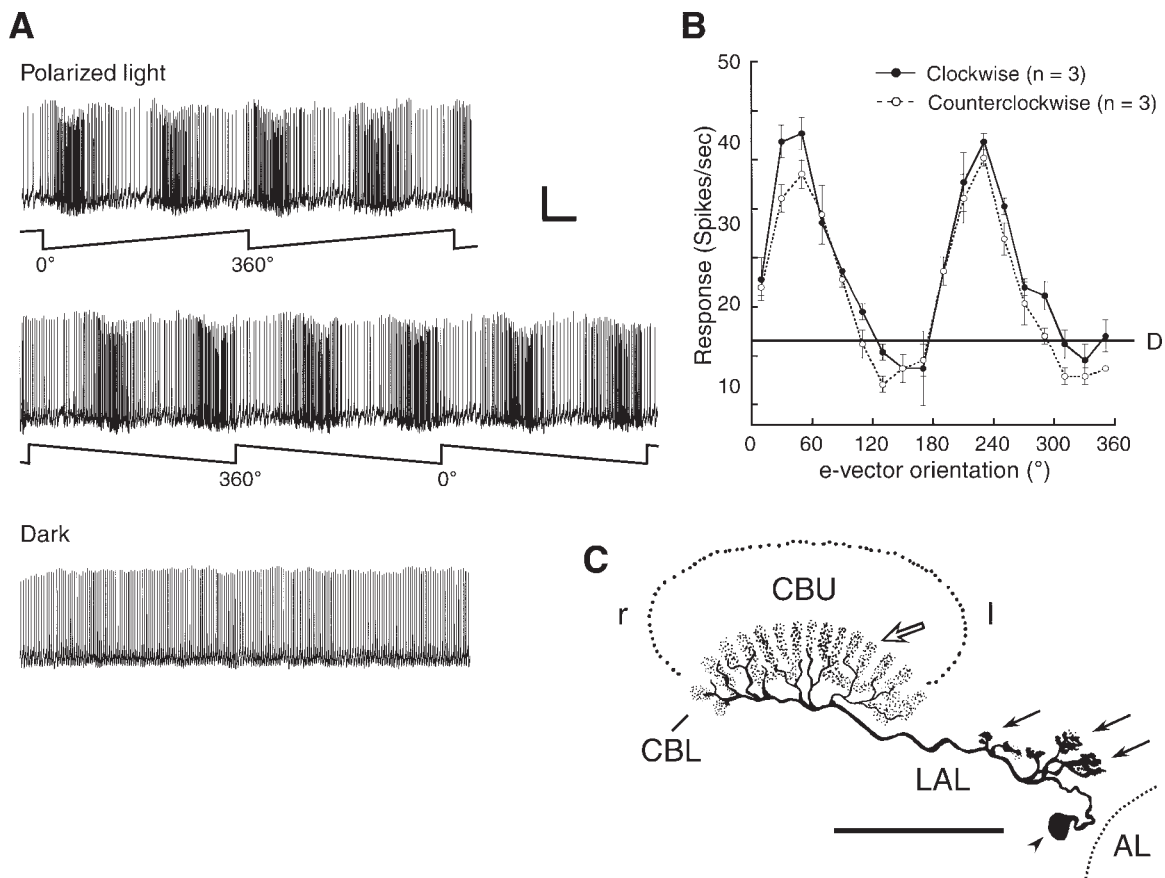 A
Polarized light
0°
360°
360°
0°
Dark
B
50
40
30
20
10
Response (Spikes/sec)
Clockwise (n = 3)
Counterclockwise (n = 3)
D
0
60
120
180
240
300
360
e-vector orientation (°)
C
CBU
r
l
CBL
LAL
AL